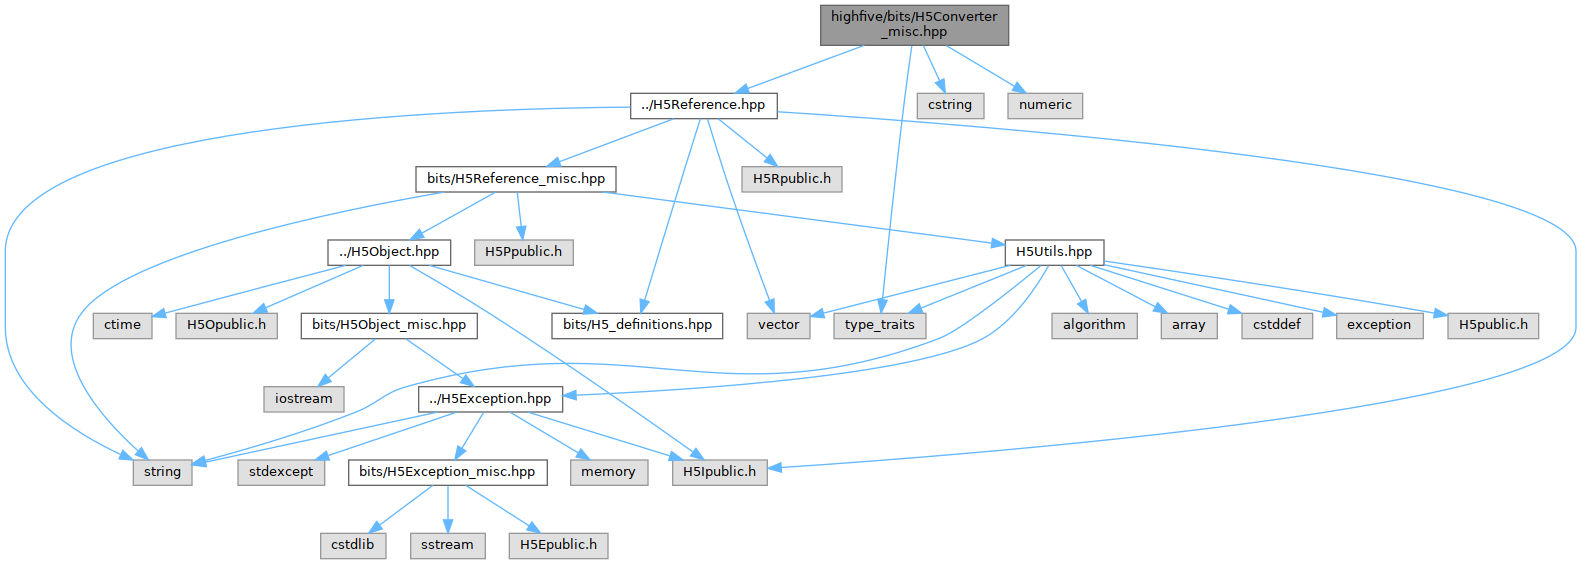 highfive/bits/H5Converter
_misc.hpp
../H5Reference.hpp
cstring
numeric
bits/H5Reference_misc.hpp
H5Rpublic.h
../H5Object.hpp
H5Ppublic.h
H5Utils.hpp
ctime
H5Opublic.h
bits/H5Object_misc.hpp
bits/H5_definitions.hpp
vector
type_traits
algorithm
array
cstddef
exception
H5public.h
iostream
../H5Exception.hpp
string
stdexcept
bits/H5Exception_misc.hpp
memory
H5Ipublic.h
cstdlib
sstream
H5Epublic.h